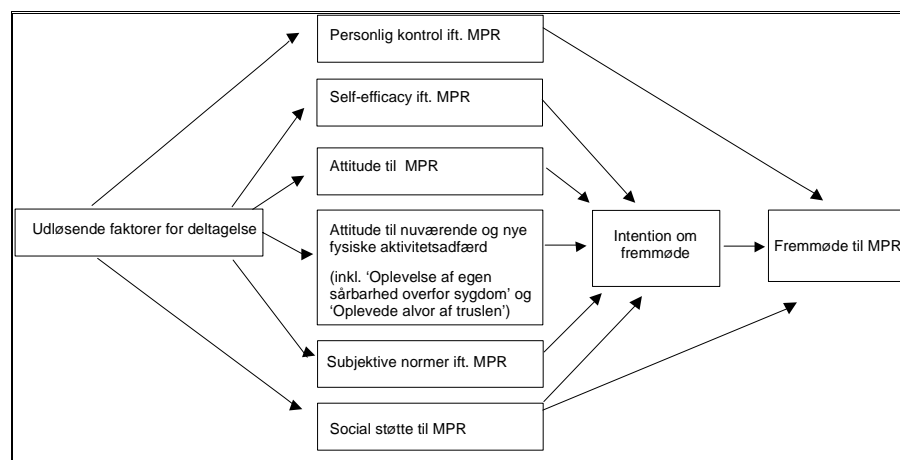 Personlig kontrol ift. MPR
Self-efficacy ift. MPR
Attitude til MPR
Udløsende faktorer for deltagelse
Attitude til nuværende og nye
fysiske aktivitetsadfærd
(inkl. ‘Oplevelse af egen
sårbarhed overfor sygdom’ og
‘Oplevede alvor af truslen’)
Subjektive normer ift. MPR
Social støtte til MPR
Intention om
fremmøde
Fremmøde til MPR